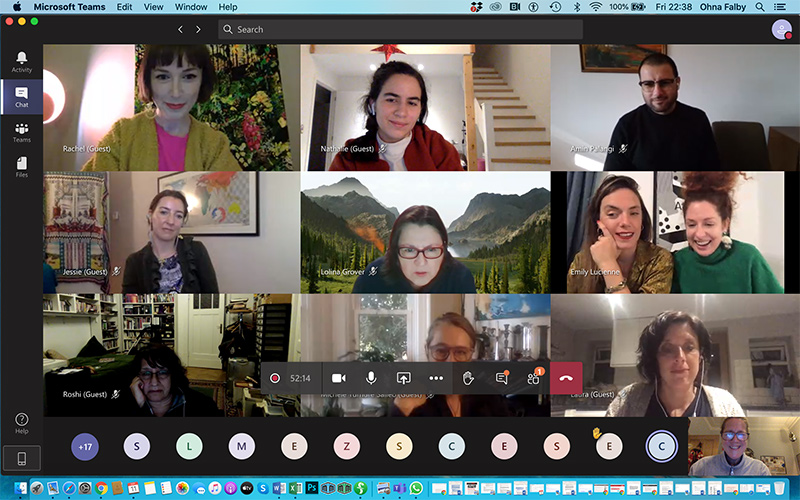 Microsoft Teams Edit View Window Help 100% Fri 22:38 Ohna Falby
Search
Activity
Chat
Teams
Files
Help
Rachel (Guest)
Nathalie (Guest)
Amin Palangi
Jessie (Guest)
Lolina Grover
Emily Lucienne
Roshi (Guest)
Laura (Guest)
52:14
1
+17 S L M E Z S C E S E C